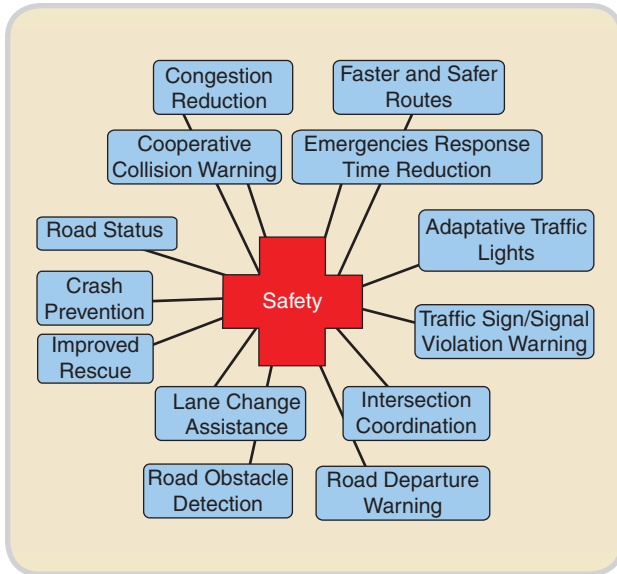 Congestion
Reduction
Faster and Safer
Routes
Cooperative
Collision Warning
Emergencies Response
Time Reduction
Road Status
Adaptative Traffic
Lights
Crash
Prevention
Safety
Traffic Sign/Signal
Violation Warning
Improved
Rescue
Lane Change
Assistance
Intersection
Coordination
Road Obstacle
Detection
Road Departure
Warning